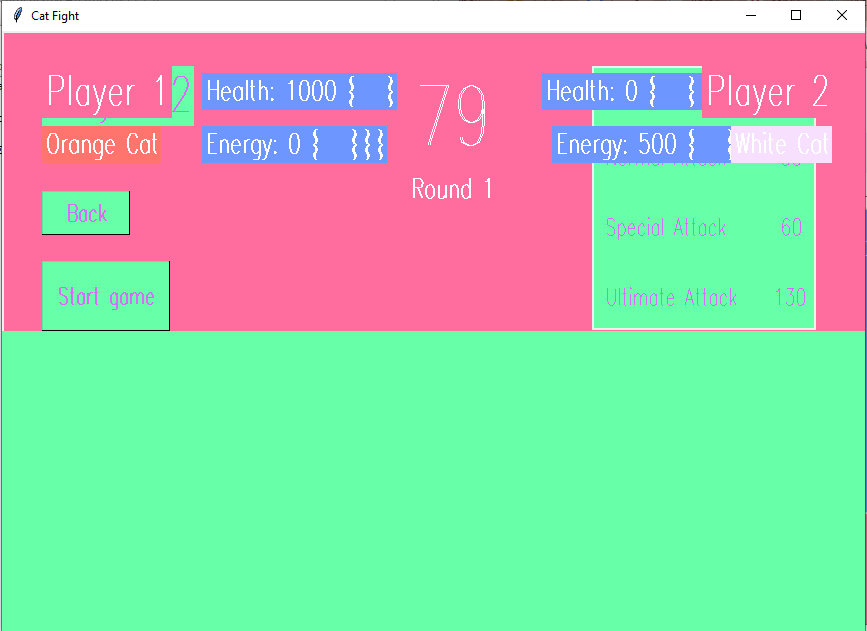 Cat Fight
Player 1 2 Health: 1000 { { 79 Health: 0 { { Player 2
Orange Cat Energy: 0 { {{{ Energy: 500 { { White Cat
Round 1
Back
Special Attack 60
Start game
Ultimate Attack 130